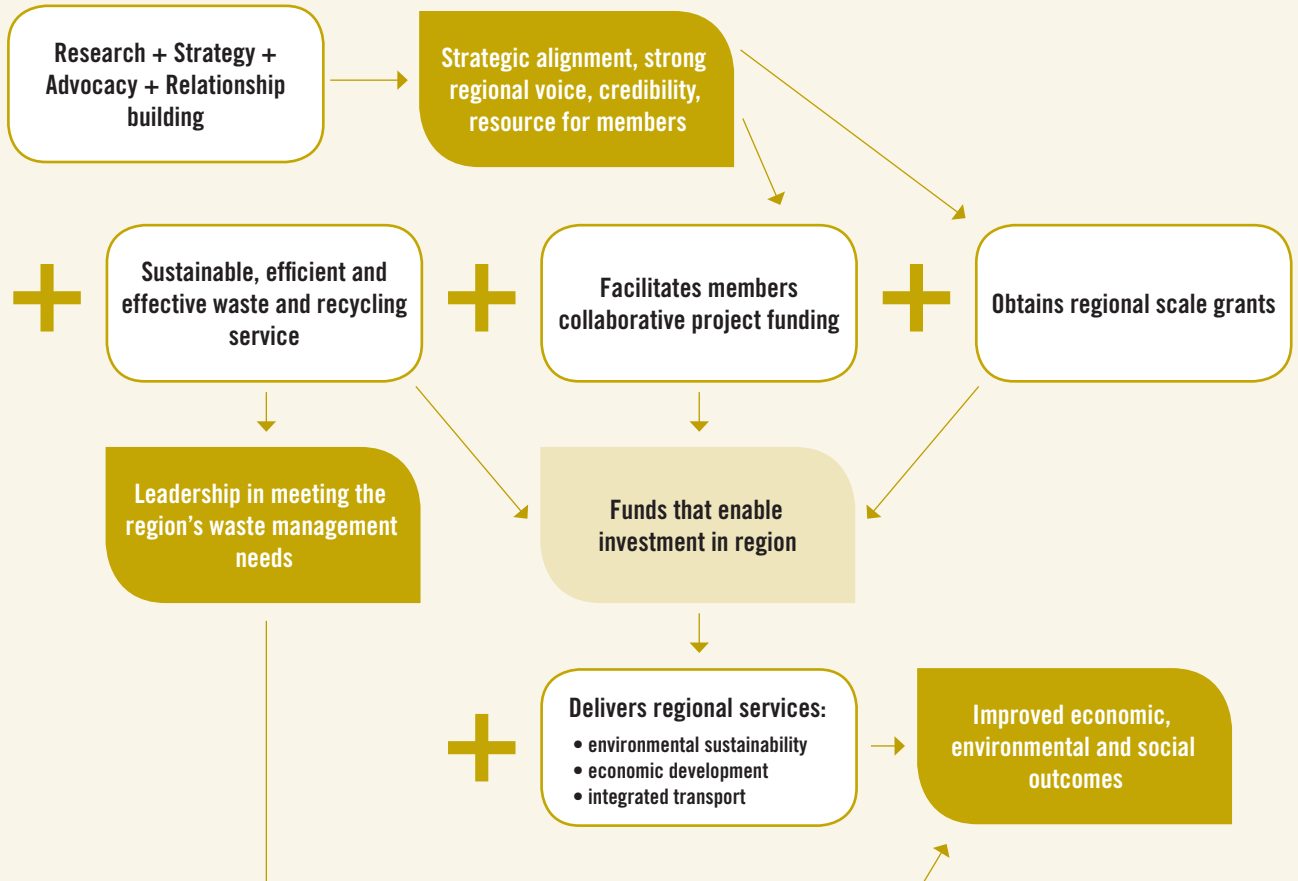 Research + Strategy +
Advocacy + Relationship
building
Strategic alignment, strong
regional voice, credibility,
resource for members
+
Sustainable, efficient and
effective waste and recycling
service
+
Facilitates members
collaborative project funding
+
Obtains regional scale grants
Leadership in meeting the
region’s waste management
needs
Funds that enable
investment in region
+
Delivers regional services:
• environmental sustainability
• economic development
• integrated transport
Improved economic,
environmental and social
outcomes